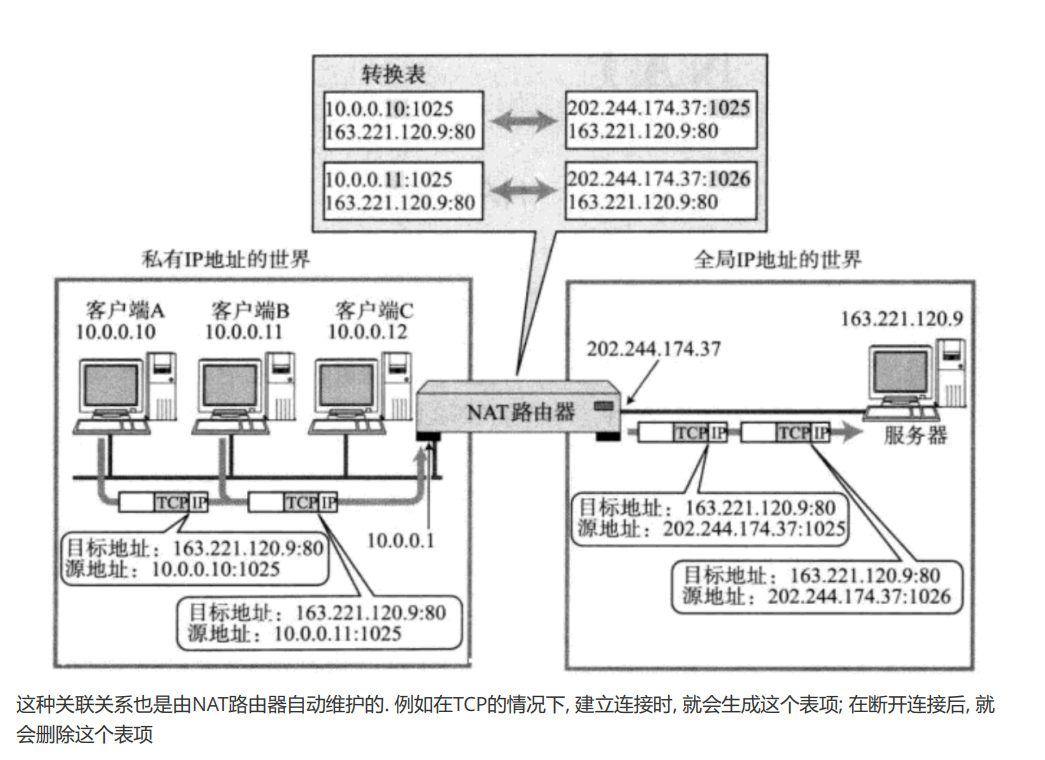 转换表
10.0.0.10:1025
163.221.120.9:80
202.244.174.37:1025
163.221.120.9:80
10.0.0.11:1025
163.221.120.9:80
202.244.174.37:1026
163.221.120.9:80
私有IP地址的世界
全局IP地址的世界
客户端A
10.0.0.10
客户端B
10.0.0.11
客户端C
10.0.0.12
163.221.120.9
202.244.174.37
NAT路由器
服务器
TCP IP
TCP IP
TCP IP
TCP IP
10.0.0.1
目标地址：163.221.120.9:80
源地址：10.0.0.10:1025
目标地址：163.221.120.9:80
源地址：10.0.0.11:1025
目标地址：163.221.120.9:80
源地址：202.244.174.37:1025
目标地址：163.221.120.9:80
源地址：202.244.174.37:1026
这种关联关系也是由NAT路由器自动维护的. 例如在TCP的情况下, 建立连接时, 就会生成这个表项; 在断开连接后, 就
会删除这个表项